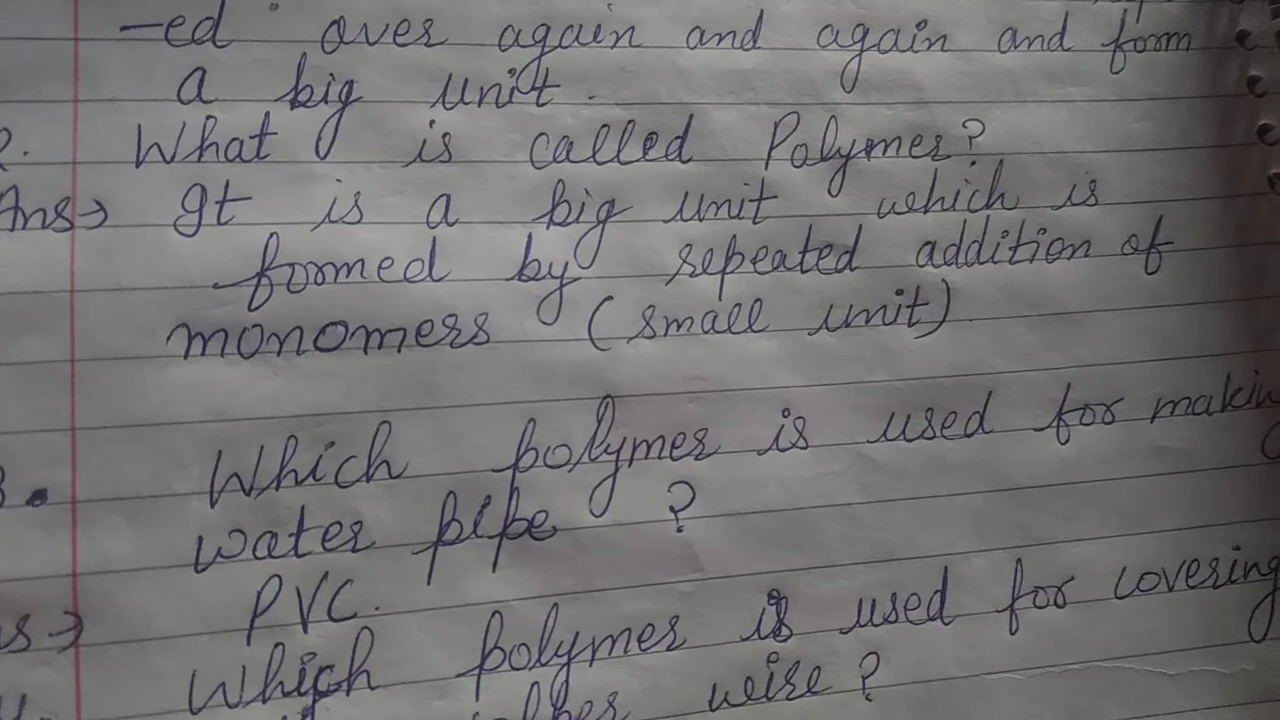 -ed over again and again and form
a big unit.
2. What is called Polymer?
Ans→ It is a big unit which is
formed by repeated addition of
monomers (small unit)
3. Which polymer is used for making
water pipe ?
PVC.
Which polymer is used for covering
wire ?